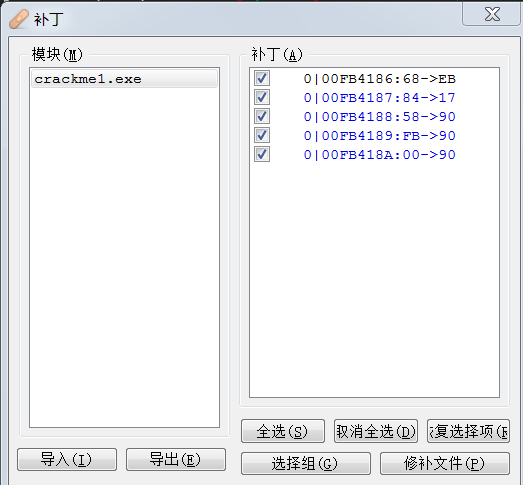 补丁
模块(M)
crackme1.exe
导入(I)
导出(E)
补丁(A)
0|00FB4186:68->EB
0|00FB4187:84->17
0|00FB4188:58->90
0|00FB4189:FB->90
0|00FB418A:00->90
全选(S)
取消全选(D)
复选择项(R
选择组(G)
修补文件(P)